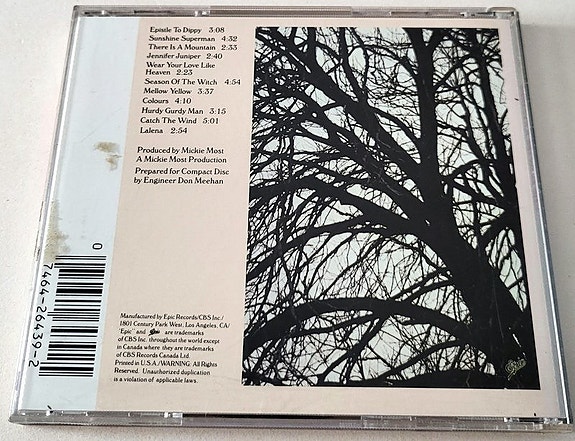 Epistle To Dippy 3:08
Sunshine Superman 4:32
There Is A Mountain 2:33
Jennifer Juniper 2:40
Wear Your Love Like
Heaven 2:23
Season Of The Witch 4:54
Mellow Yellow 3:37
Colours 4:10
Hurdy Gurdy Man 3:15
Catch The Wind 5:01
Lalena 2:54
Produced by Mickie Most
A Mickie Most Production
Prepared for Compact Disc
by Engineer Don Meehan
Manufactured by Epic Records/CBS Inc./
1801 Century Park West, Los Angeles, CA/
"Epic" and are trademarks
of CBS Inc. throughout the world except
in Canada where they are trademarks
of CBS Records Canada Ltd.
Printed in U.S.A./WARNING: All Rights
Reserved. Unauthorized duplication
is a violation of applicable laws.
0
7464-26439-2